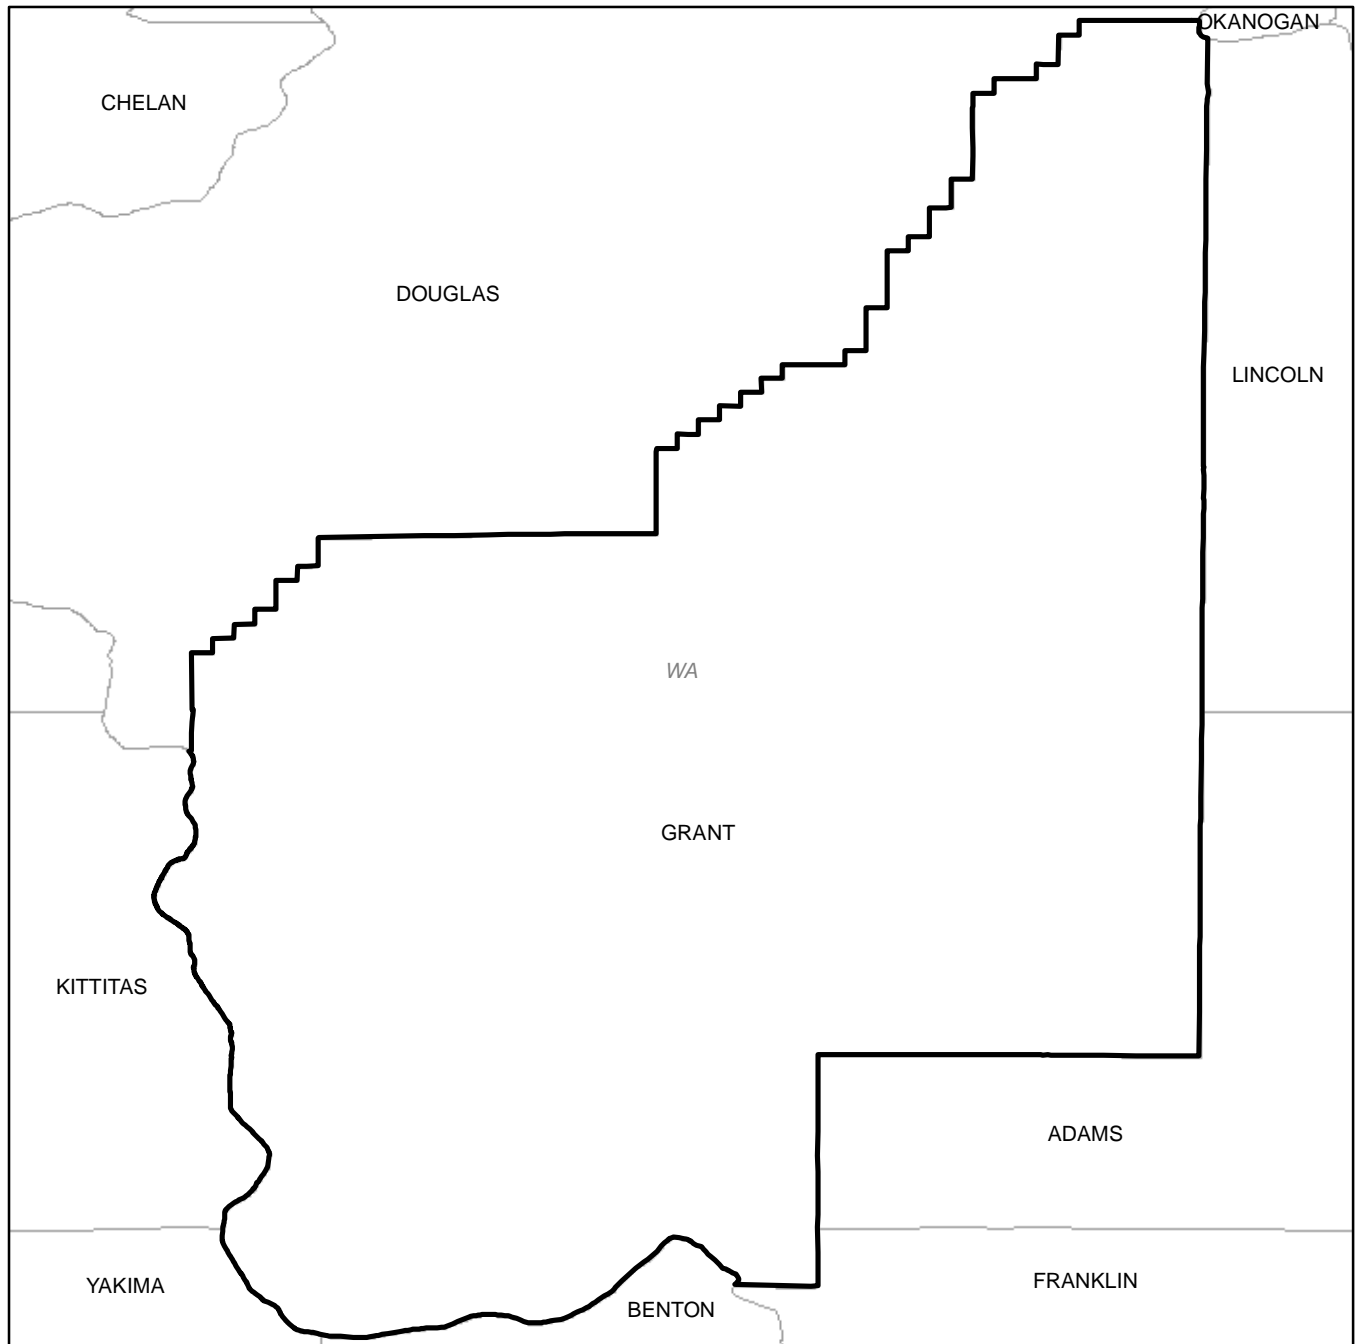 OKANOGAN
CHELAN
DOUGLAS
LINCOLN
WA
GRANT
KITTITAS
ADAMS
FRANKLIN
YAKIMA
BENTON